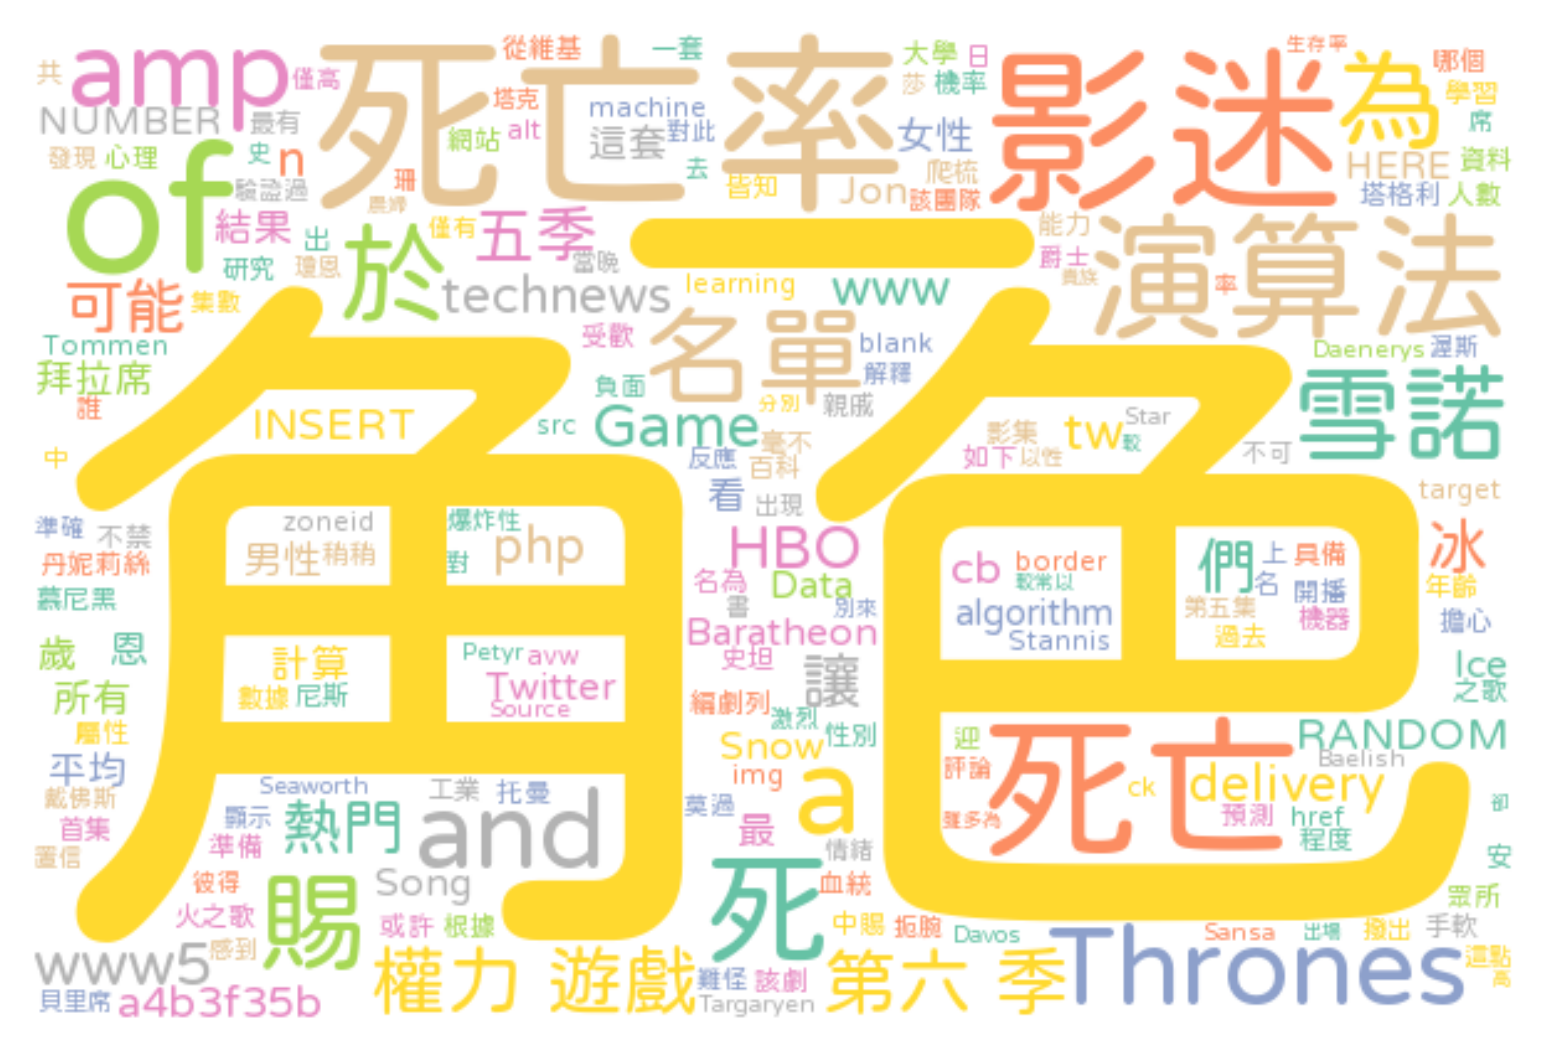 共 amp 僅高 死亡率 從維基 一套 大學 日 影迷 生存率 為 哪個
NUMBER 最有 塔克 machine 莎 機率 學習
發現 心理 史 n 網站 alt 這套 對此 女性 席
of 驗證過 珊 去 皆知 爬梳 HERE 資料
結果 出 僅有 五季 Jon 該團隊 塔格利 人數
研究 瓊恩 於 當晚 一 能力 演算法
可能 集數 technews learning www 爵士 貴族 率
Tommen 受歡 名單 blank Daenerys 渥斯
拜拉席 角色 負面 解釋 雪諾
誰 INSERT src Game 分別 親戚 影集 tw Star
中 反應 毫不 百科 如下 以性 較 不可
準確 不禁 zoneid 爆炸性 看 出現 target
丹妮莉絲 男性 稍稍 對 php HBO cb border 們 上 具備 冰
慕尼黑 名為 Data 較常以 名 開播 年齡
書 別來 algorithm 第五集 機器 擔心
歲 恩 計算 Petyr avw Baratheon Stannis 過去
所有 數據 尼斯 Twitter 史坦 讓 Ice
屬性 Source 編劇列 激烈 之歌
平均 Snow 性別 迎 死亡 RANDOM
戴佛斯 Seaworth 工業 托曼 img a 評論 Baelish
首集 顯示 熱門 and 莫過 ck delivery 卻
置信 準備 最 預測 href
彼得 Song 死 情緒 程度 安
火之歌 賜 或許 根據 血統 眾所
www5 感到 中賜 扼腕 Davos Sansa 出場 撥出 手軟
貝里席 a4b3f35b 權力 遊戲 難怪 該劇 第六 季 Thrones 這點
Targaryen 高